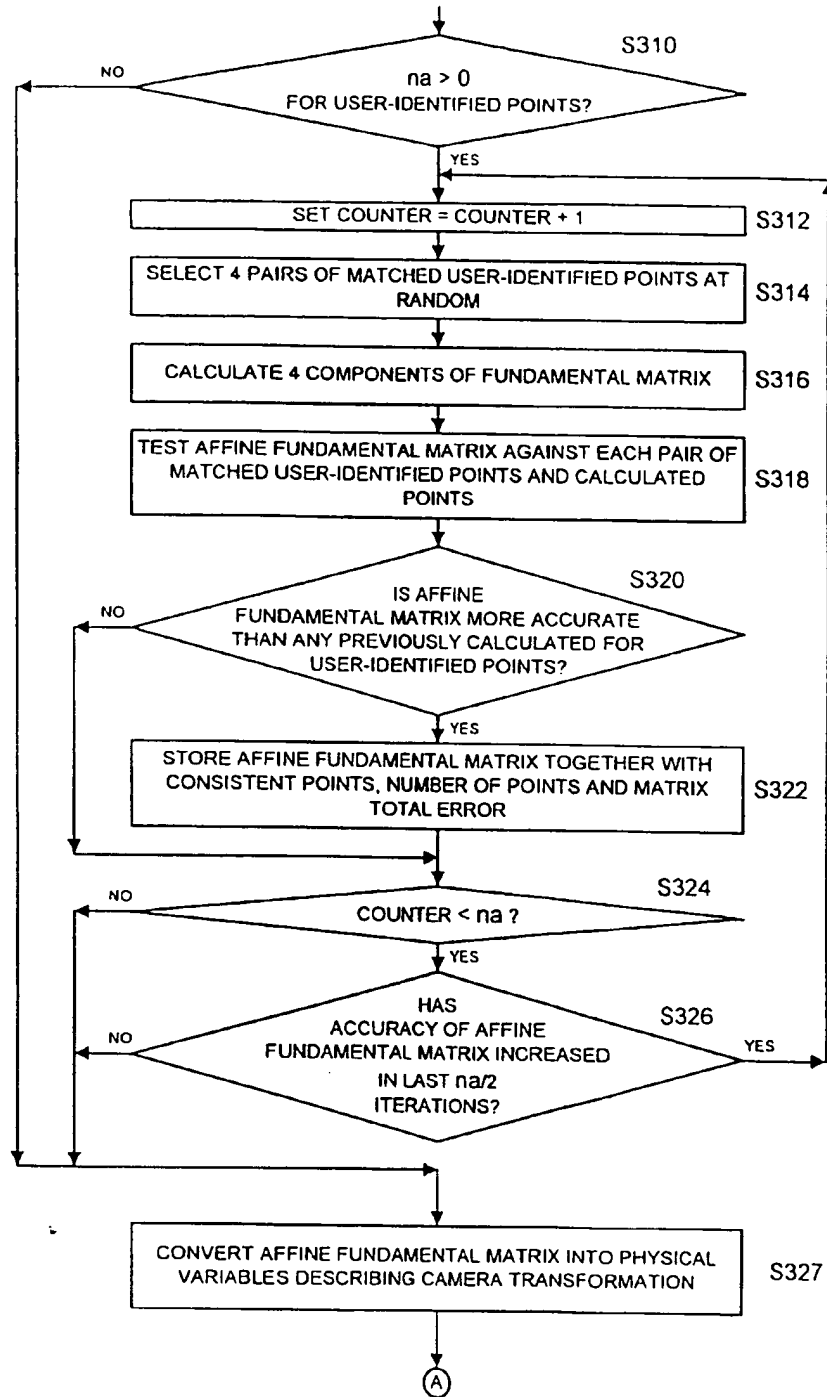 S310
NO
na > 0
FOR USER-IDENTIFIED POINTS?
YES
SET COUNTER = COUNTER + 1
S312
SELECT 4 PAIRS OF MATCHED USER-IDENTIFIED POINTS AT
RANDOM
S314
CALCULATE 4 COMPONENTS OF FUNDAMENTAL MATRIX
S316
TEST AFFINE FUNDAMENTAL MATRIX AGAINST EACH PAIR OF
MATCHED USER-IDENTIFIED POINTS AND CALCULATED
POINTS
S318
S320
NO
IS AFFINE
FUNDAMENTAL MATRIX MORE ACCURATE
THAN ANY PREVIOUSLY CALCULATED FOR
USER-IDENTIFIED POINTS?
YES
STORE AFFINE FUNDAMENTAL MATRIX TOGETHER WITH
CONSISTENT POINTS, NUMBER OF POINTS AND MATRIX
TOTAL ERROR
S322
S324
NO
COUNTER < na ?
YES
S326
HAS
ACCURACY OF AFFINE
FUNDAMENTAL MATRIX INCREASED
IN LAST na/2
ITERATIONS?
NO
YES
CONVERT AFFINE FUNDAMENTAL MATRIX INTO PHYSICAL
VARIABLES DESCRIBING CAMERA TRANSFORMATION
S327
A